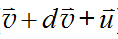 |v⃗ + dv⃗ + u⃗|